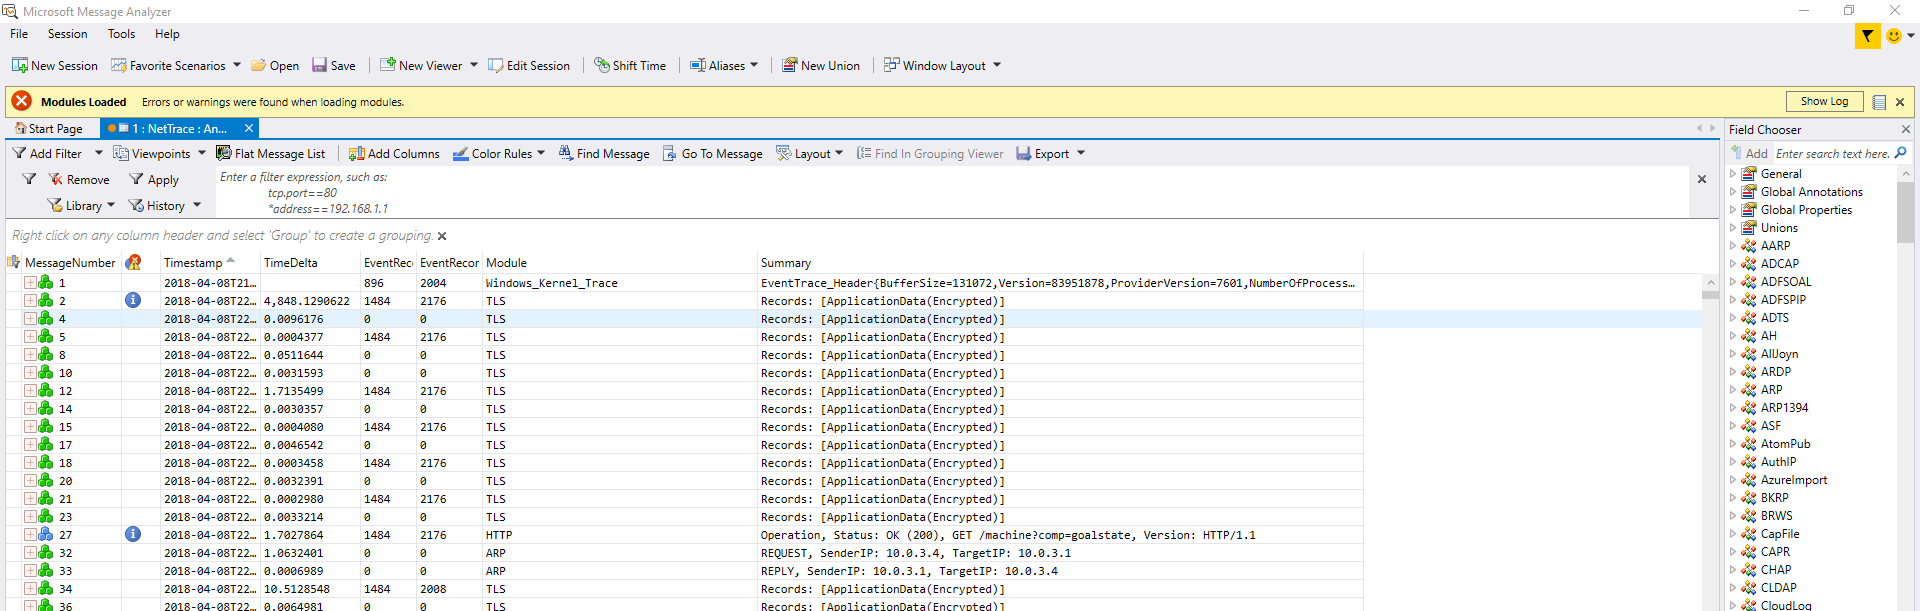 Microsoft Message Analyzer
File Session Tools Help
New Session Favorite Scenarios Open Save New Viewer Edit Session Shift Time Aliases New Union Window Layout
Modules Loaded Errors or warnings were found when loading modules. Show Log
Start Page 1 : NetTrace : An... Field Chooser
Add Filter Viewpoints Flat Message List Add Columns Color Rules Find Message Go To Message Layout Find In Grouping Viewer Export Add Enter search text here.
Remove Apply Enter a filter expression, such as:
tcp.port==80
Library History *address==192.168.1.1
Right click on any column header and select 'Group' to create a grouping.
MessageNumber Timestamp TimeDelta EventRec EventRecor Module Summary
1 2018-04-08T21... 896 2004 Windows_Kernel_Trace EventTrace_Header{BufferSize=131072,Version=83951878,ProviderVersion=7601,NumberOfProcess...
2 2018-04-08T22... 4,848.1290622 1484 2176 TLS Records: [ApplicationData(Encrypted)]
4 2018-04-08T22... 0.0096176 0 0 TLS Records: [ApplicationData(Encrypted)]
5 2018-04-08T22... 0.0004377 1484 2176 TLS Records: [ApplicationData(Encrypted)]
8 2018-04-08T22... 0.0511644 0 0 TLS Records: [ApplicationData(Encrypted)]
10 2018-04-08T22... 0.0031593 0 0 TLS Records: [ApplicationData(Encrypted)]
12 2018-04-08T22... 1.7135499 1484 2176 TLS Records: [ApplicationData(Encrypted)]
14 2018-04-08T22... 0.0030357 0 0 TLS Records: [ApplicationData(Encrypted)]
15 2018-04-08T22... 0.0004080 1484 2176 TLS Records: [ApplicationData(Encrypted)]
17 2018-04-08T22... 0.0046542 0 0 TLS Records: [ApplicationData(Encrypted)]
18 2018-04-08T22... 0.0003458 1484 2176 TLS Records: [ApplicationData(Encrypted)]
20 2018-04-08T22... 0.0032391 0 0 TLS Records: [ApplicationData(Encrypted)]
21 2018-04-08T22... 0.0002980 1484 2176 TLS Records: [ApplicationData(Encrypted)]
23 2018-04-08T22... 0.0033214 0 0 TLS Records: [ApplicationData(Encrypted)]
27 2018-04-08T22... 1.7027864 1484 2176 HTTP Operation, Status: OK (200), GET /machine?comp=goalstate, Version: HTTP/1.1
32 2018-04-08T22... 1.0632401 0 0 ARP REQUEST, SenderIP: 10.0.3.4, TargetIP: 10.0.3.1
33 2018-04-08T22... 0.0006989 0 0 ARP REPLY, SenderIP: 10.0.3.1, TargetIP: 10.0.3.4
34 2018-04-08T22... 10.5128548 1484 2008 TLS Records: [ApplicationData(Encrypted)]
36 2018-04-08T22... 0.0064981 0 0 TLS Records: [ApplicationData(Encrypted)]
General
Global Annotations
Global Properties
Unions
AARP
ADCAP
ADFSOAL
ADFSPIP
ADTS
AH
AllJoyn
ARDP
ARP
ARP1394
ASF
AtomPub
AuthIP
AzureImport
BKRP
BRWS
CapFile
CAPR
CHAP
CLDAP
CloudLog